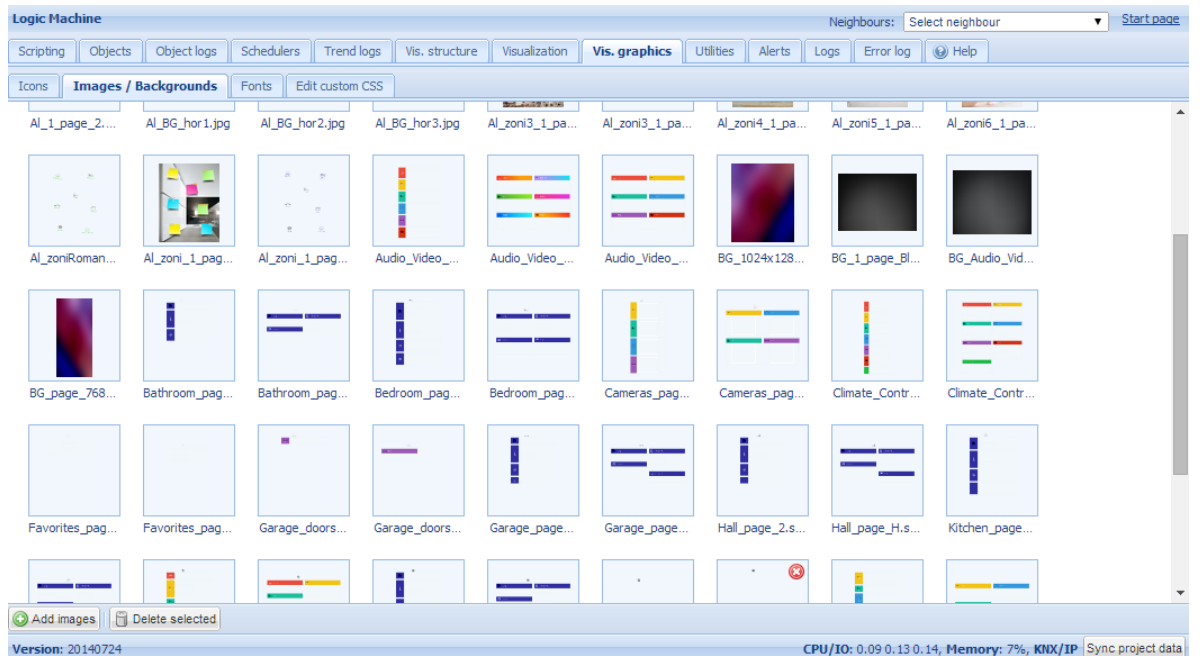 Logic Machine Neighbours: Select neighbour Start page
Scripting Objects Object logs Schedulers Trend logs Vis. structure Visualization Vis. graphics Utilities Alerts Logs Error log Help
Icons Images / Backgrounds Fonts Edit custom CSS
Al_1_page_2.... Al_BG_hor1.jpg Al_BG_hor2.jpg Al_BG_hor3.jpg Al_zoni3_1_pa... Al_zoni3_1_pa... Al_zoni4_1_pa... Al_zoni5_1_pa... Al_zoni6_1_pa...
Al_zoniRoman... Al_zoni_1_pag... Al_zoni_1_pag... Audio_Video_... Audio_Video_... Audio_Video_... BG_1024x128... BG_1_page_Bl... BG_Audio_Vid...
BG_page_768... Bathroom_pag... Bathroom_pag... Bedroom_pag... Bedroom_pag... Cameras_pag... Cameras_pag... Climate_Contr... Climate_Contr...
Favorites_pag... Favorites_pag... Garage_doors... Garage_doors... Garage_page... Garage_page... Hall_page_2.s... Hall_page_H.s... Kitchen_page...
Add images Delete selected
Version: 20140724 CPU/IO: 0.09 0.13 0.14, Memory: 7%, KNX/IP Sync project data